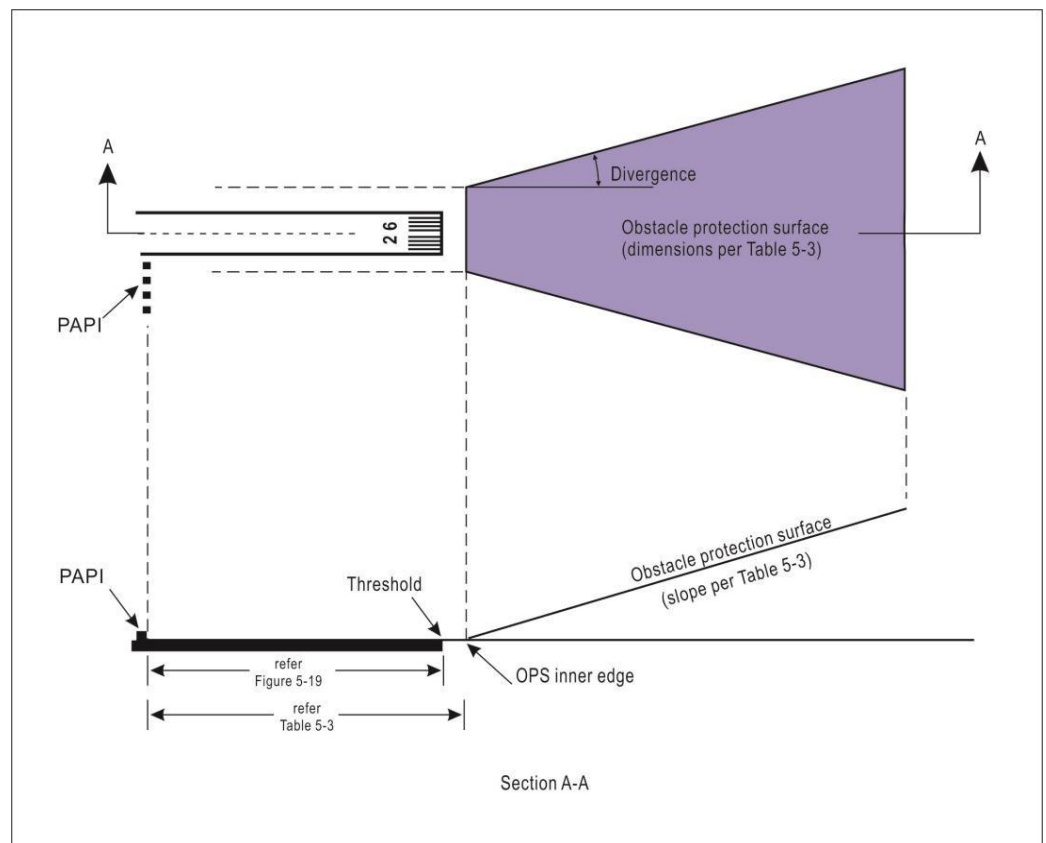 A
A
Divergence
Obstacle protection surface
(dimensions per Table 5-3)
26
PAPI
Obstacle protection surface
(slope per Table 5-3)
PAPI
Threshold
refer
Figure 5-19
OPS inner edge
refer
Table 5-3
Section A-A